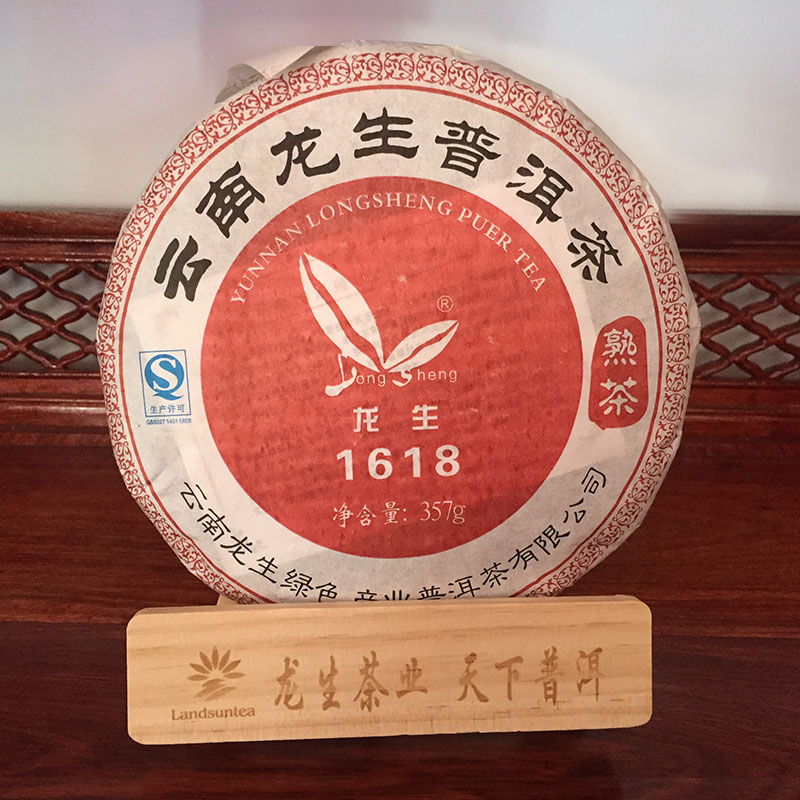 云南龙生普洱茶
YUNNAN LONGSHENG PUER TEA
®
Long Sheng
龙生
1618
净含量: 357g
熟茶
QS
生产许可
云南龙生绿色产业普洱茶有限公司
Landsuntea
龙生茶业 天下普洱